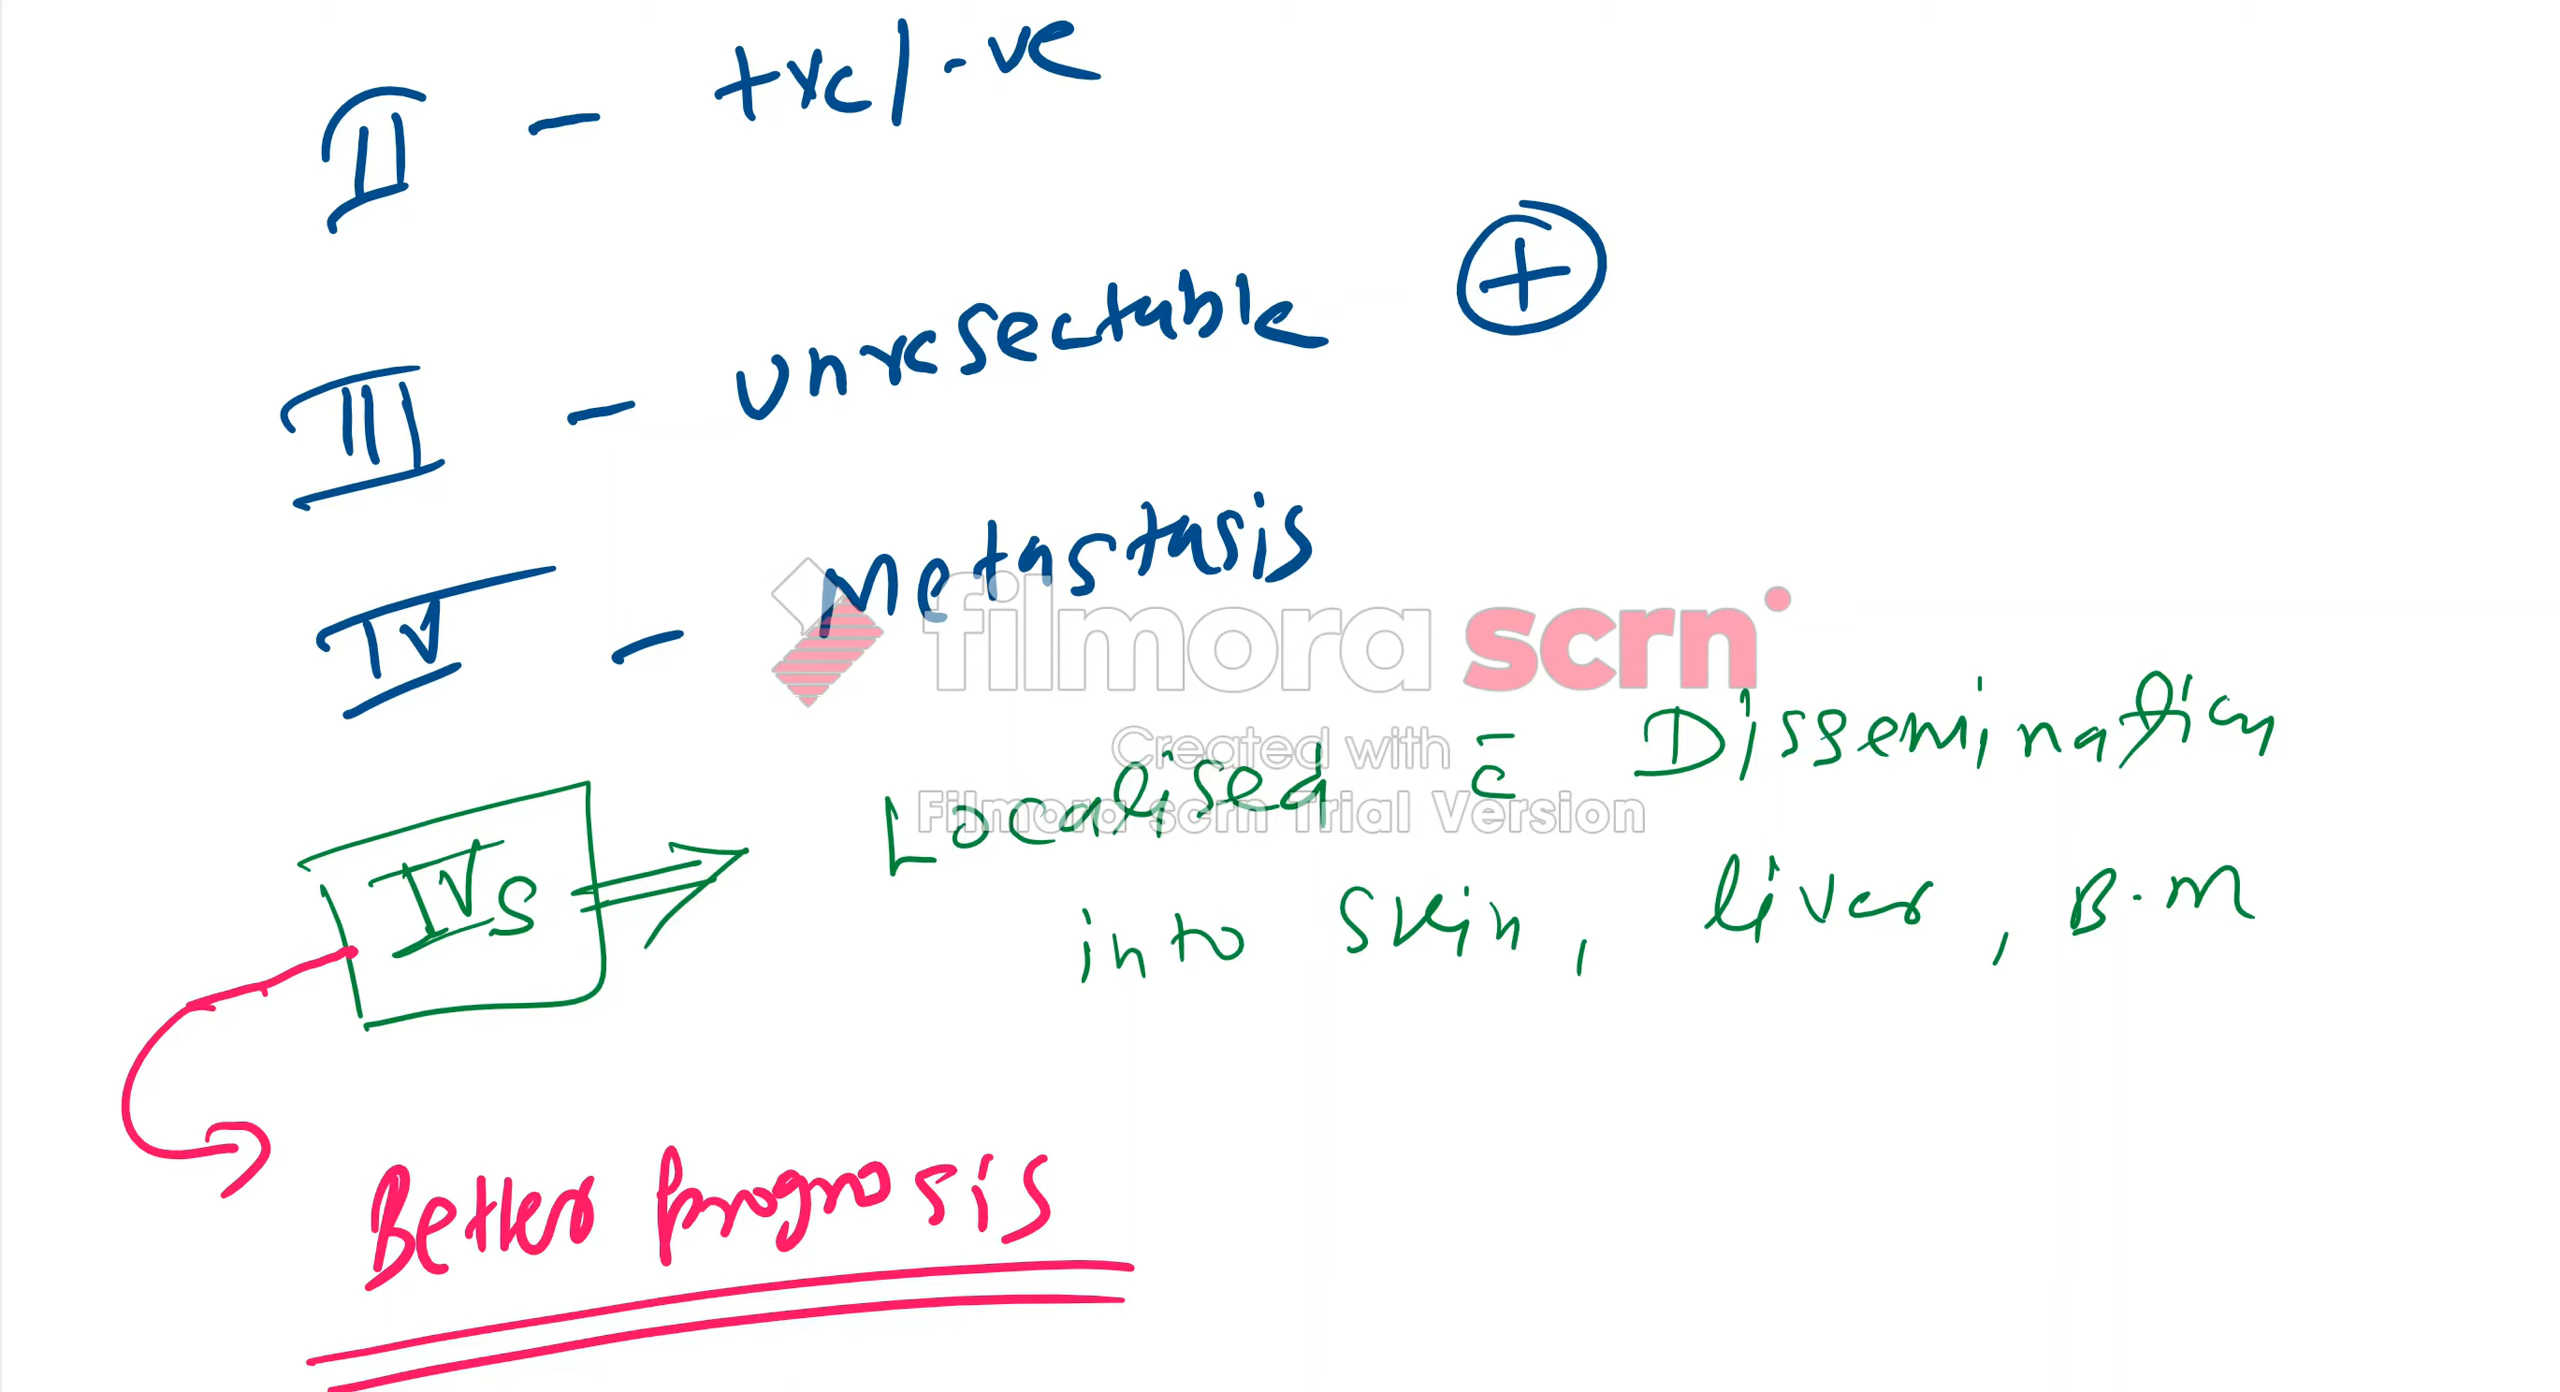 II - +ve/-ve
III - Unresectable ⊕
IV - Metastasis
filmora scrn
Created with
Filmora scrn Trial Version
IVs ⇒ Localised c̄ Dissemination
into Skin, liver, B.M
Better prognosis